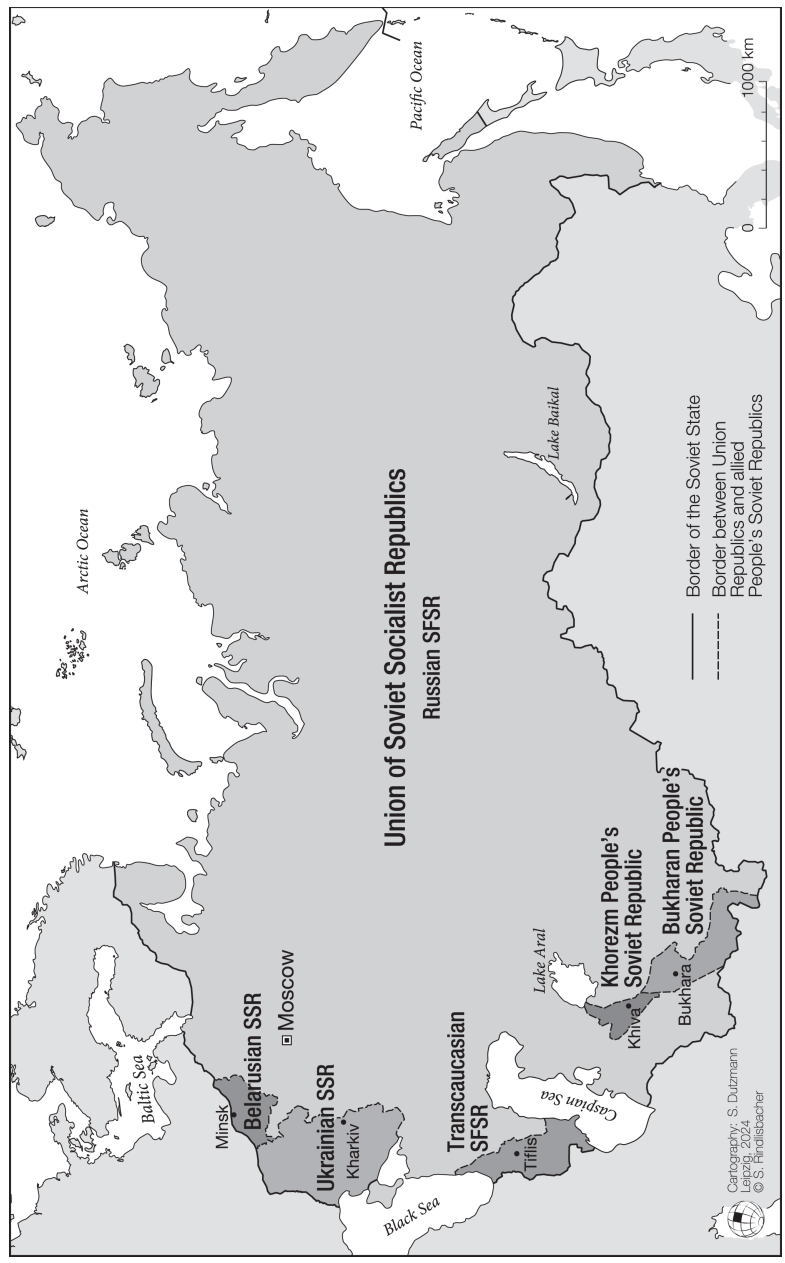 Arctic Ocean
Pacific Ocean
Baltic Sea
Minsk
Belarusian SSR
Moscow
Ukrainian SSR
Kharkiv
Black Sea
Transcaucasian
SFSR
Tiflis
Caspian Sea
Lake Aral
Union of Soviet Socialist Republics
Russian SFSR
Lake Baikal
Khorezm People's
Soviet Republic
Khiva
Bukharan People's
Soviet Republic
Bukhara
Border of the Soviet State
Border between Union
Republics and allied
People's Soviet Republics
0 1000 km
Cartography: S. Dutzmann
Leipzig, 2024
© S. Rindlisbacher